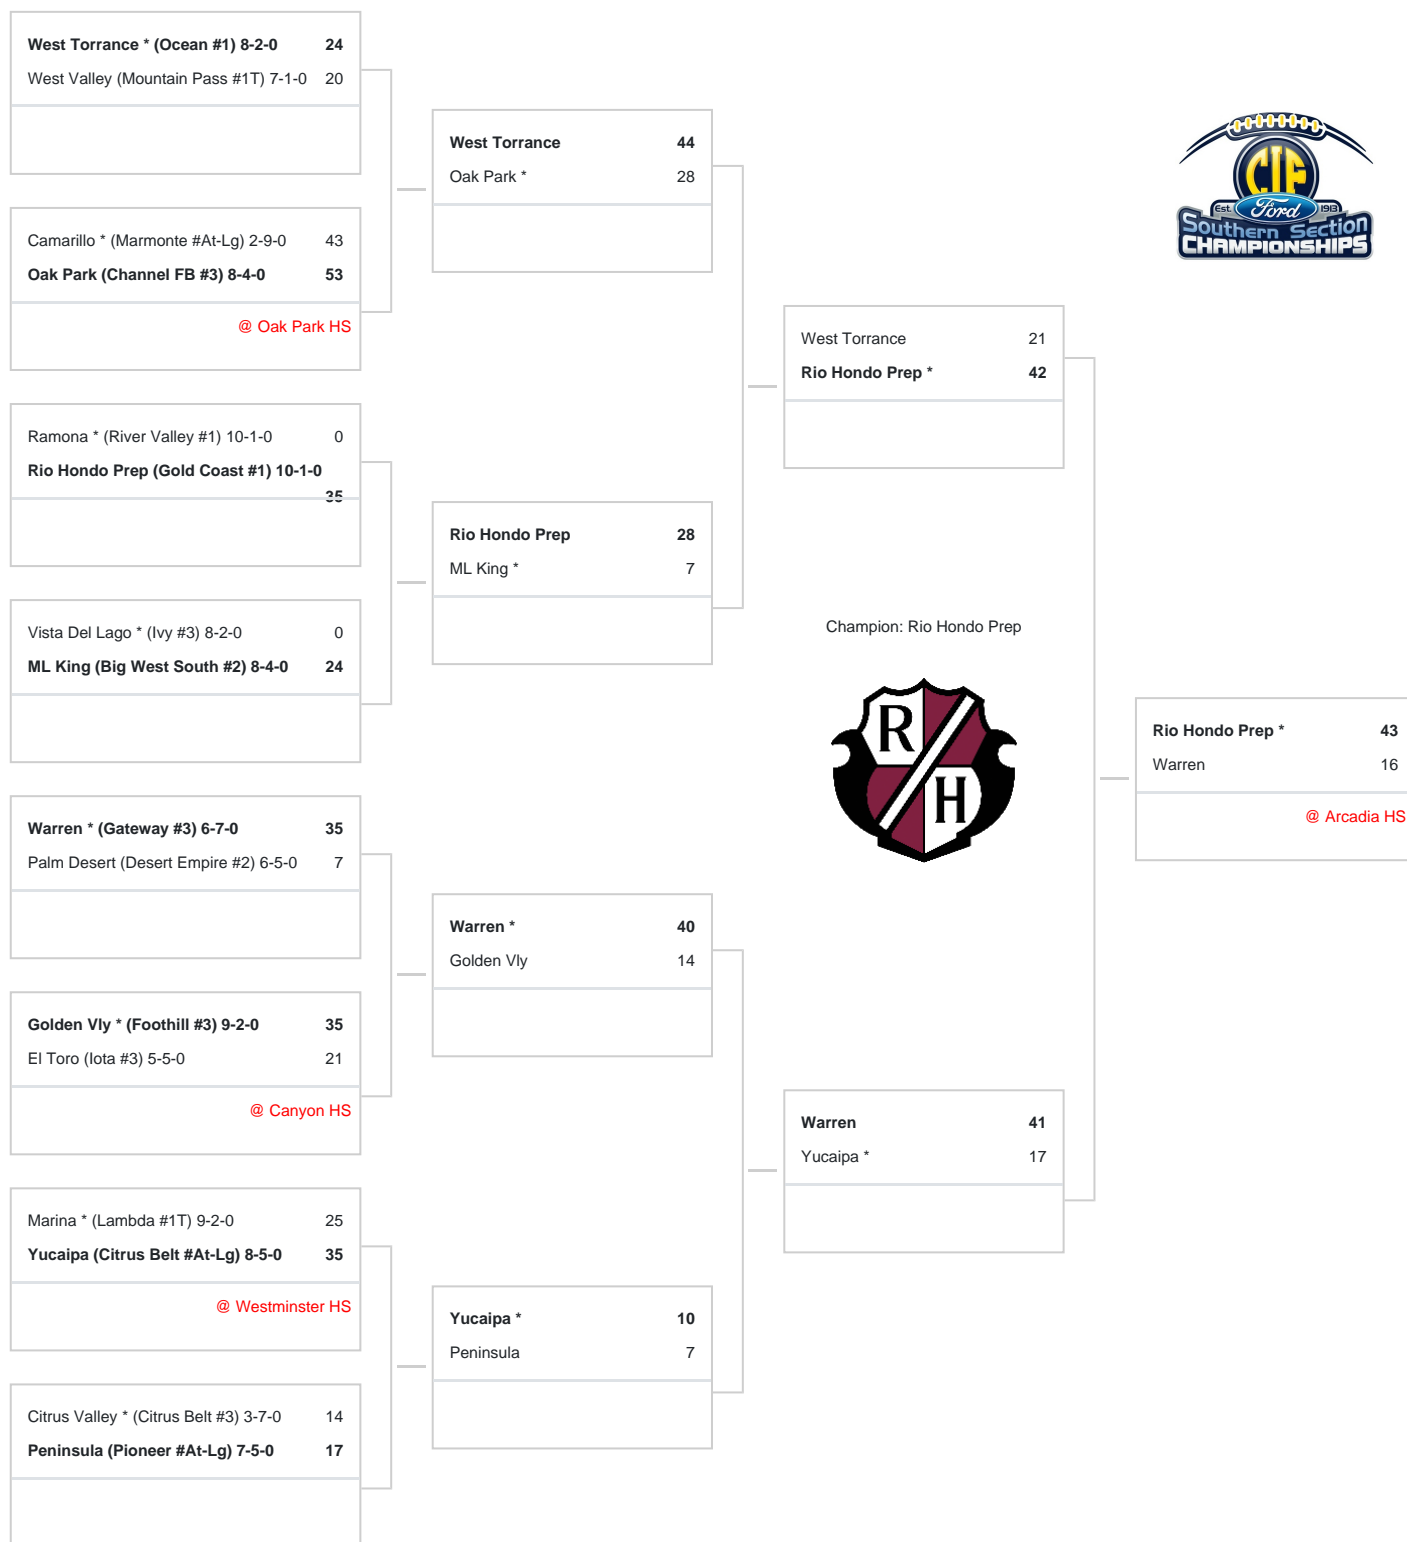 West Torrance * (Ocean #1) 8-2-0 24
West Valley (Mountain Pass #1T) 7-1-0 20
Camarillo * (Marmonte #At-Lg) 2-9-0 43
Oak Park (Channel FB #3) 8-4-0 53
@ Oak Park HS
Ramona * (River Valley #1) 10-1-0 0
Rio Hondo Prep (Gold Coast #1) 10-1-0
35
Vista Del Lago * (Ivy #3) 8-2-0 0
ML King (Big West South #2) 8-4-0 24
Warren * (Gateway #3) 6-7-0 35
Palm Desert (Desert Empire #2) 6-5-0 7
Golden Vly * (Foothill #3) 9-2-0 35
El Toro (Iota #3) 5-5-0 21
@ Canyon HS
Marina * (Lambda #1T) 9-2-0 25
Yucaipa (Citrus Belt #At-Lg) 8-5-0 35
@ Westminster HS
Citrus Valley * (Citrus Belt #3) 3-7-0 14
Peninsula (Pioneer #At-Lg) 7-5-0 17
West Torrance 44
Oak Park * 28
Rio Hondo Prep 28
ML King * 7
Warren * 40
Golden Vly 14
Yucaipa * 10
Peninsula 7
West Torrance 21
Rio Hondo Prep * 42
Champion: Rio Hondo Prep
R
H
Warren 41
Yucaipa * 17
CIF
Est. Ford 1913
Southern Section
CHAMPIONSHIPS
Rio Hondo Prep * 43
Warren 16
@ Arcadia HS